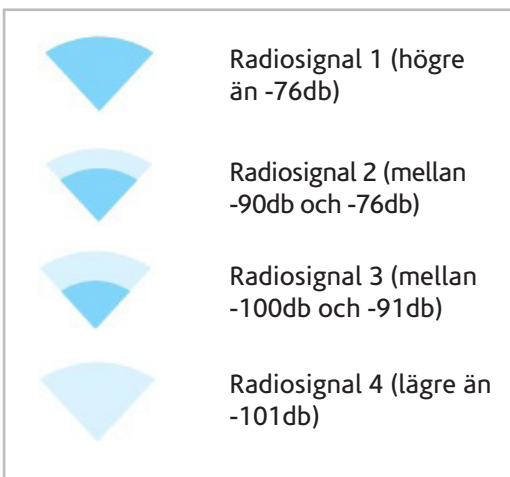 Radiosignal 1 (högre
än -76db)
Radiosignal 2 (mellan
-90db och -76db)
Radiosignal 3 (mellan
-100db och -91db)
Radiosignal 4 (lägre än
-101db)